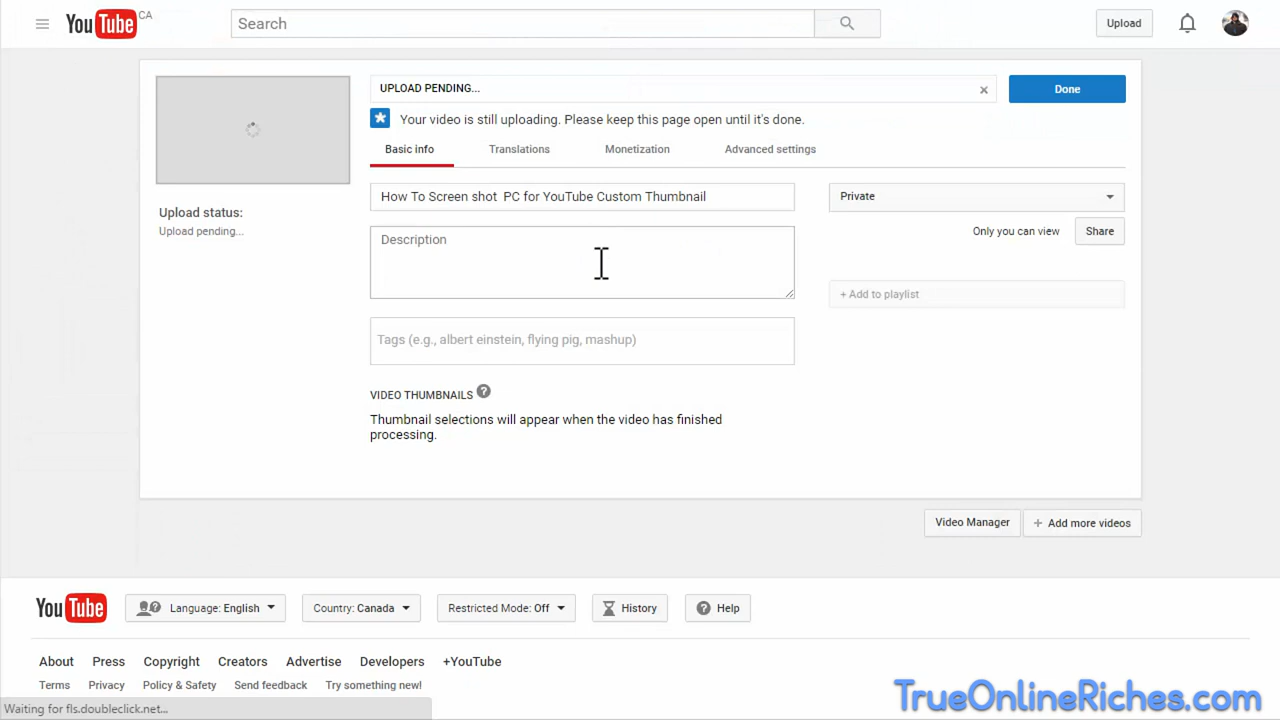 YouTube CA
Search
Upload
UPLOAD PENDING...
×
Done
Your video is still uploading. Please keep this page open until it's done.
Basic info
Translations
Monetization
Advanced settings
How To Screen shot  PC for YouTube Custom Thumbnail
Private
Upload status:
Upload pending...
Description
Only you can view
Share
+ Add to playlist
Tags (e.g., albert einstein, flying pig, mashup)
VIDEO THUMBNAILS ?
Thumbnail selections will appear when the video has finished
processing.
Video Manager
+ Add more videos
YouTube
Language: English
Country: Canada
Restricted Mode: Off
History
? Help
About
Press
Copyright
Creators
Advertise
Developers
+YouTube
Terms
Privacy
Policy & Safety
Send feedback
Try something new!
Waiting for fls.doubleclick.net...
TrueOnlineRiches.com